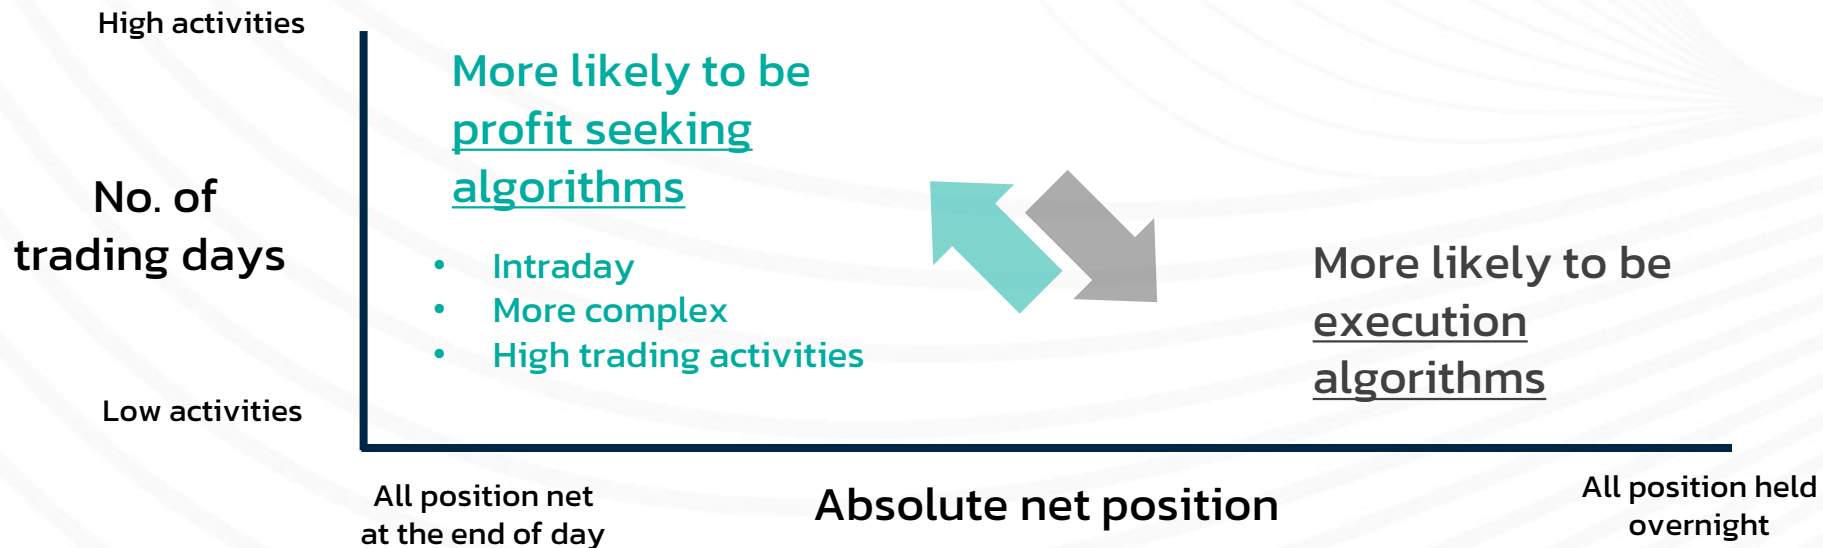 High activities
More likely to be
profit seeking
algorithms
No. of
trading days
• Intraday
• More complex
• High trading activities
More likely to be
execution
algorithms
Low activities
All position net
at the end of day
Absolute net position
All position held
overnight